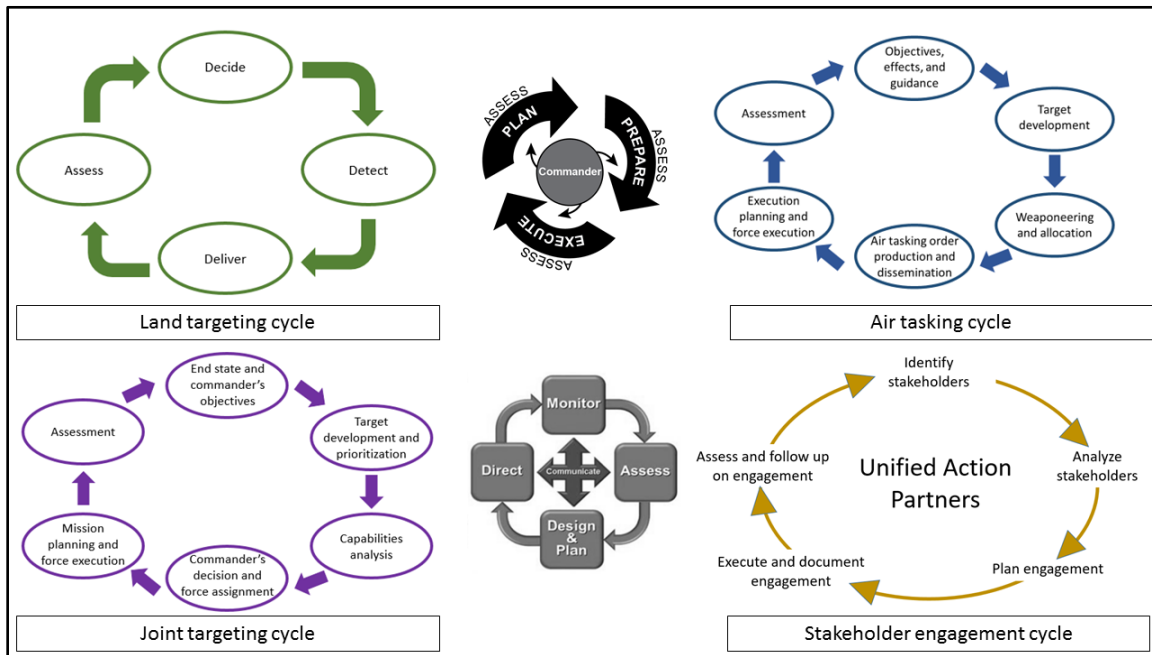 Decide
Detect
Deliver
Assess
Land targeting cycle
ASSESS
PLAN
ASSESS
PREPARE
Commander
EXECUTE
ASSESS
Objectives,
effects, and
guidance
Target
development
Weaponeering
and allocation
Air tasking order
production and
dissemination
Execution
planning and
force execution
Assessment
Air tasking cycle
End state and
commander's
objectives
Target
development and
prioritization
Capabilities
analysis
Commander's
decision and
force assignment
Mission
planning and
force execution
Assessment
Joint targeting cycle
Monitor
Direct
Communicate
Assess
Design
&
Plan
Identify
stakeholders
Analyze
stakeholders
Plan engagement
Execute and document
engagement
Assess and follow up
on engagement
Unified Action
Partners
Stakeholder engagement cycle